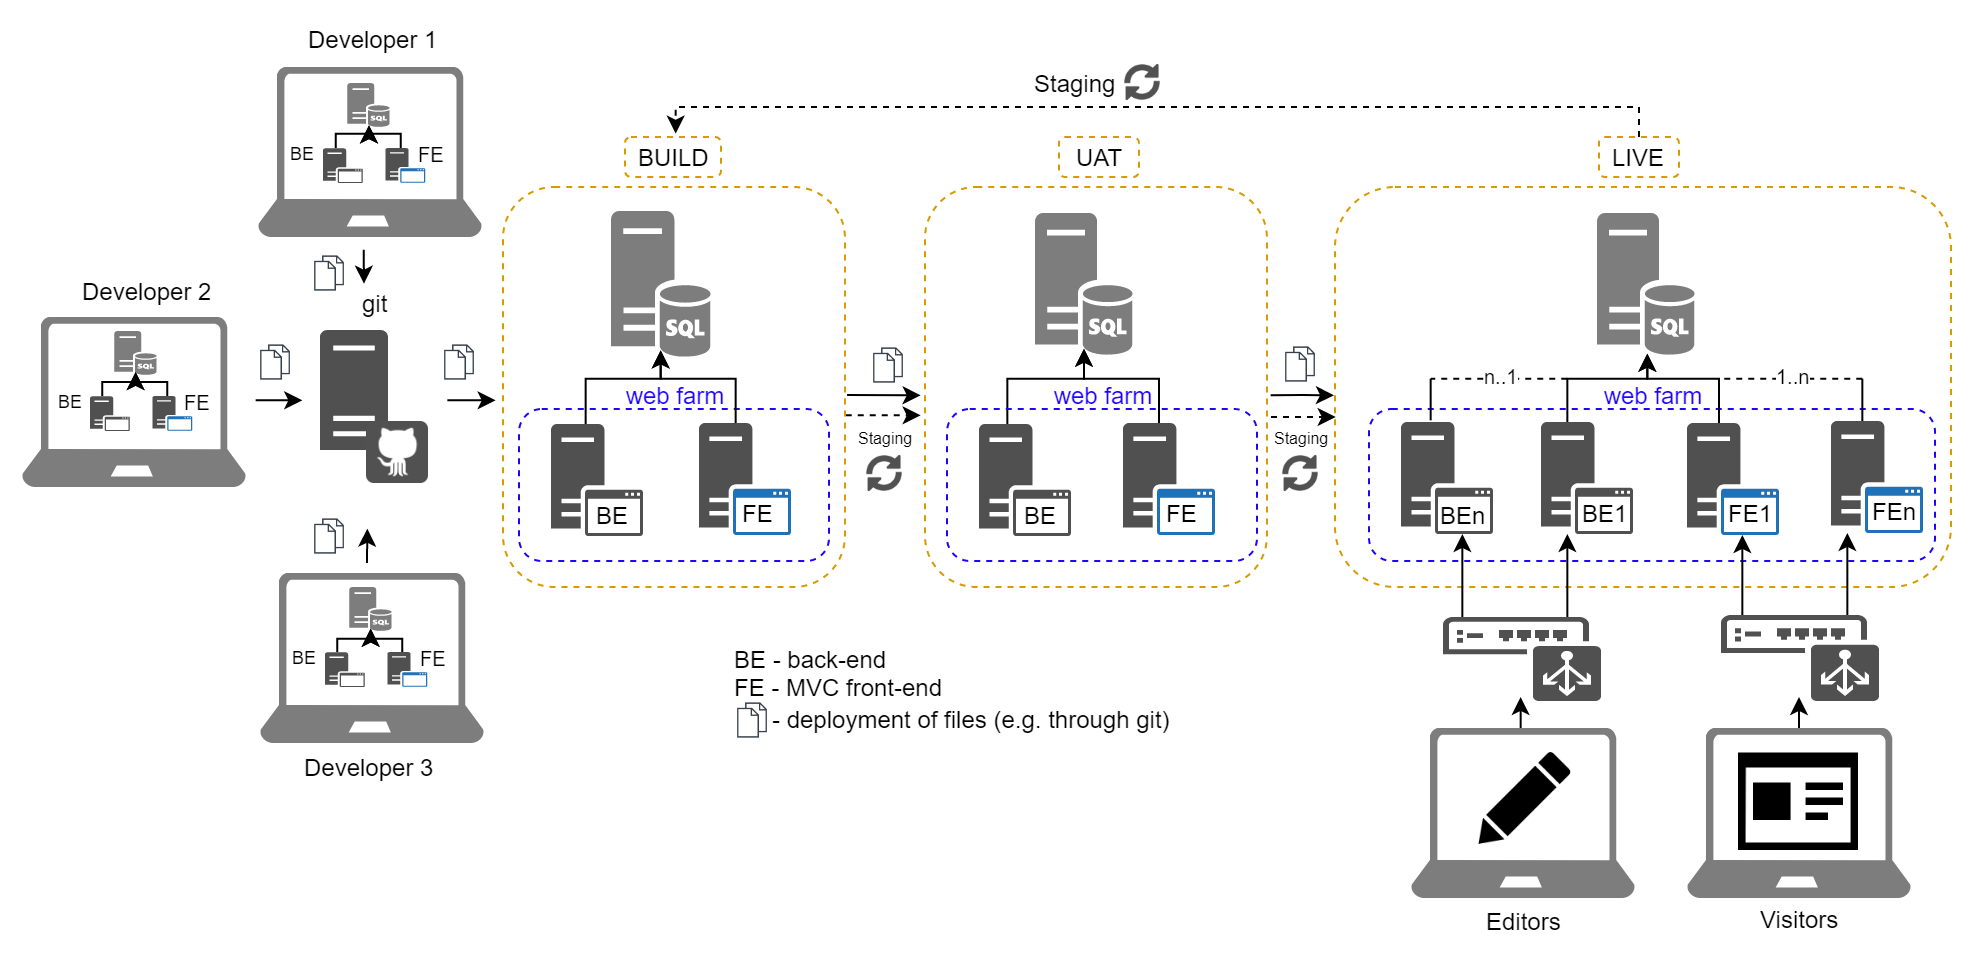 Developer 1
SQL
BE
FE
Staging
BUILD
UAT
LIVE
git
Developer 2
SQL
BE
FE
SQL
SQL
SQL
web farm
web farm
n..1
1..n
web farm
Staging
Staging
BE
FE
BE
FE
BEn
BE1
FE1
FEn
SQL
BE
FE
Developer 3
BE - back-end
FE - MVC front-end
- deployment of files (e.g. through git)
Editors
Visitors